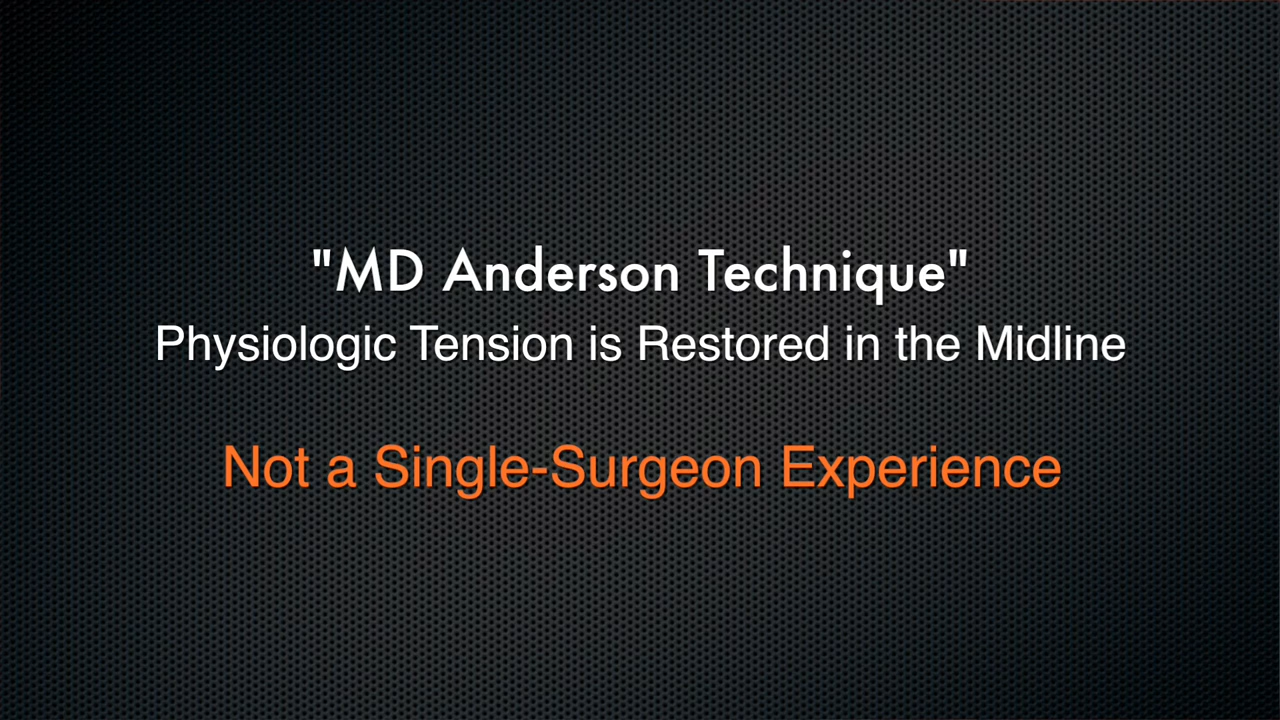 "MD Anderson Technique"
Physiologic Tension is Restored in the Midline
Not a Single-Surgeon Experience